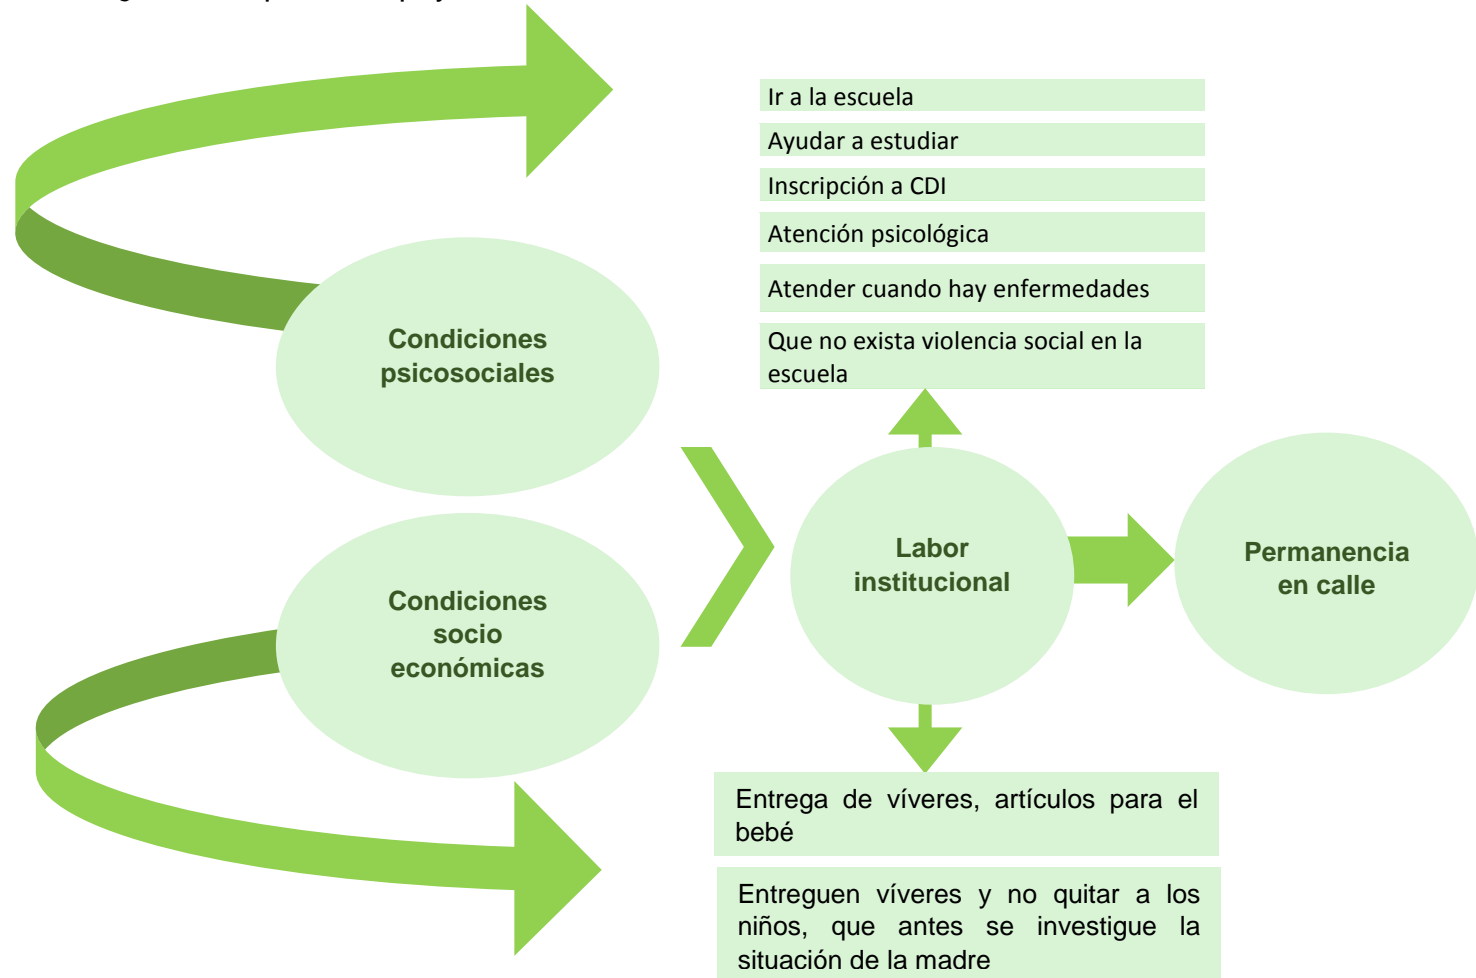 Ir a la escuela
Ayudar a estudiar
Inscripción a CDI
Atención psicológica
Atender cuando hay enfermedades
Que no exista violencia social en la
escuela
Condiciones
psicosociales
Condiciones
socio
económicas
Labor
institucional
Permanencia
en calle
Entrega de víveres, artículos para el
bebé
Entreguen víveres y no quitar a los
niños, que antes se investigue la
situación de la madre